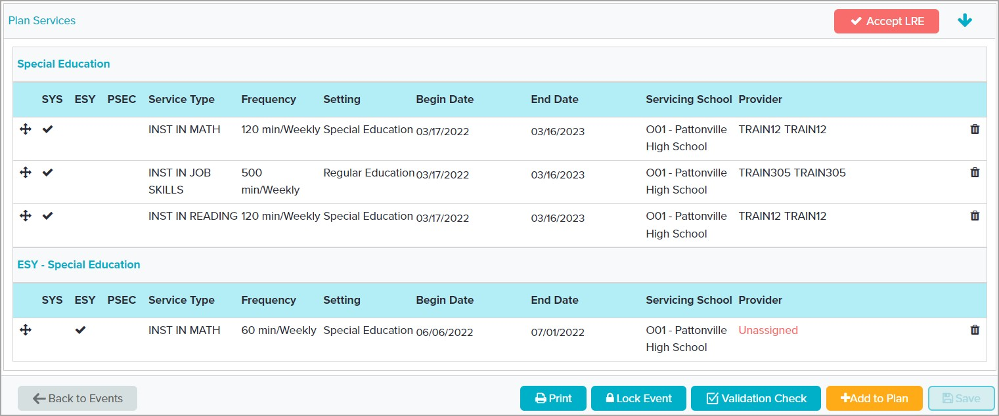 Plan Services
Accept LRE
Special Education
SYS ESY PSEC Service Type Frequency Setting Begin Date End Date Servicing School Provider
INST IN MATH 120 min/Weekly Special Education 03/17/2022 03/16/2023 O01 - Pattonville TRAIN12 TRAIN12
High School
INST IN JOB 500 Regular Education 03/17/2022 03/16/2023 O01 - Pattonville TRAIN305 TRAIN305
SKILLS min/Weekly High School
INST IN READING 120 min/Weekly Special Education 03/17/2022 03/16/2023 O01 - Pattonville TRAIN12 TRAIN12
High School
ESY - Special Education
SYS ESY PSEC Service Type Frequency Setting Begin Date End Date Servicing School Provider
INST IN MATH 60 min/Weekly Special Education 06/06/2022 07/01/2022 O01 - Pattonville Unassigned
High School
Back to Events Print Lock Event Validation Check +Add to Plan Save